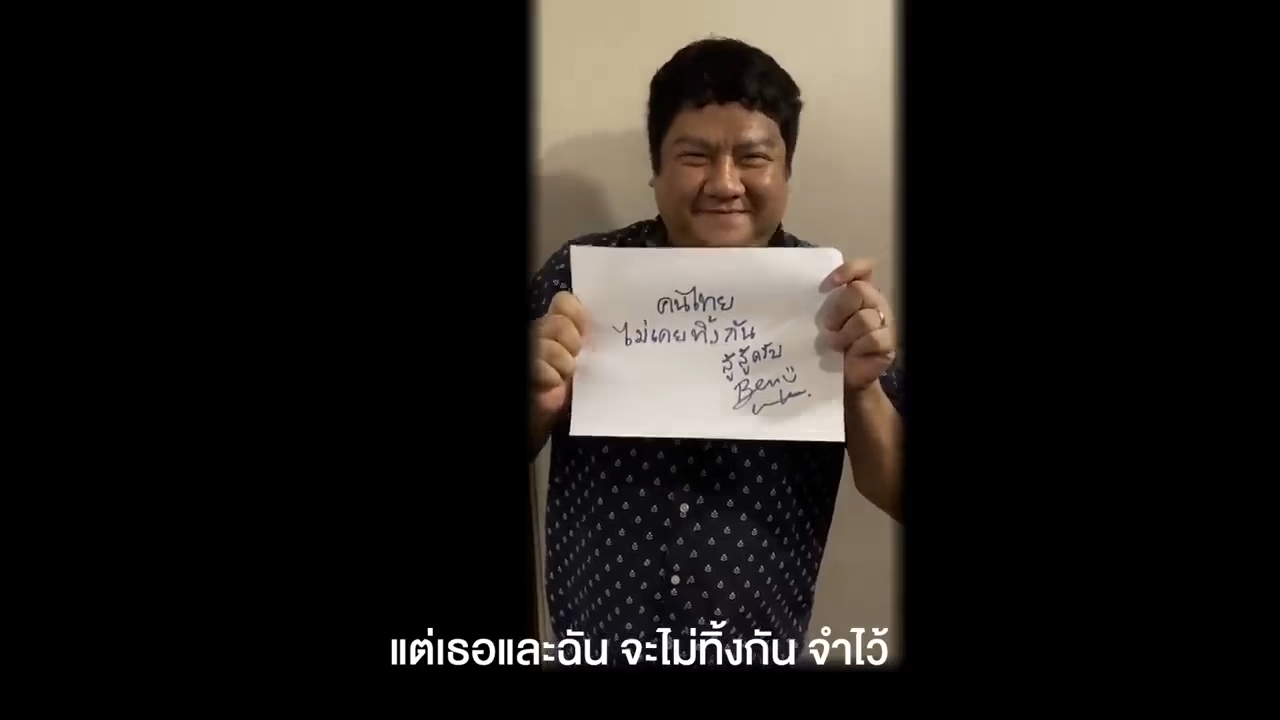 คนไทย
ไม่เคยทิ้งกัน
สู้สู้ครับ
Ben
แต่เธอและฉัน จะไม่ทิ้งกัน จำไว้